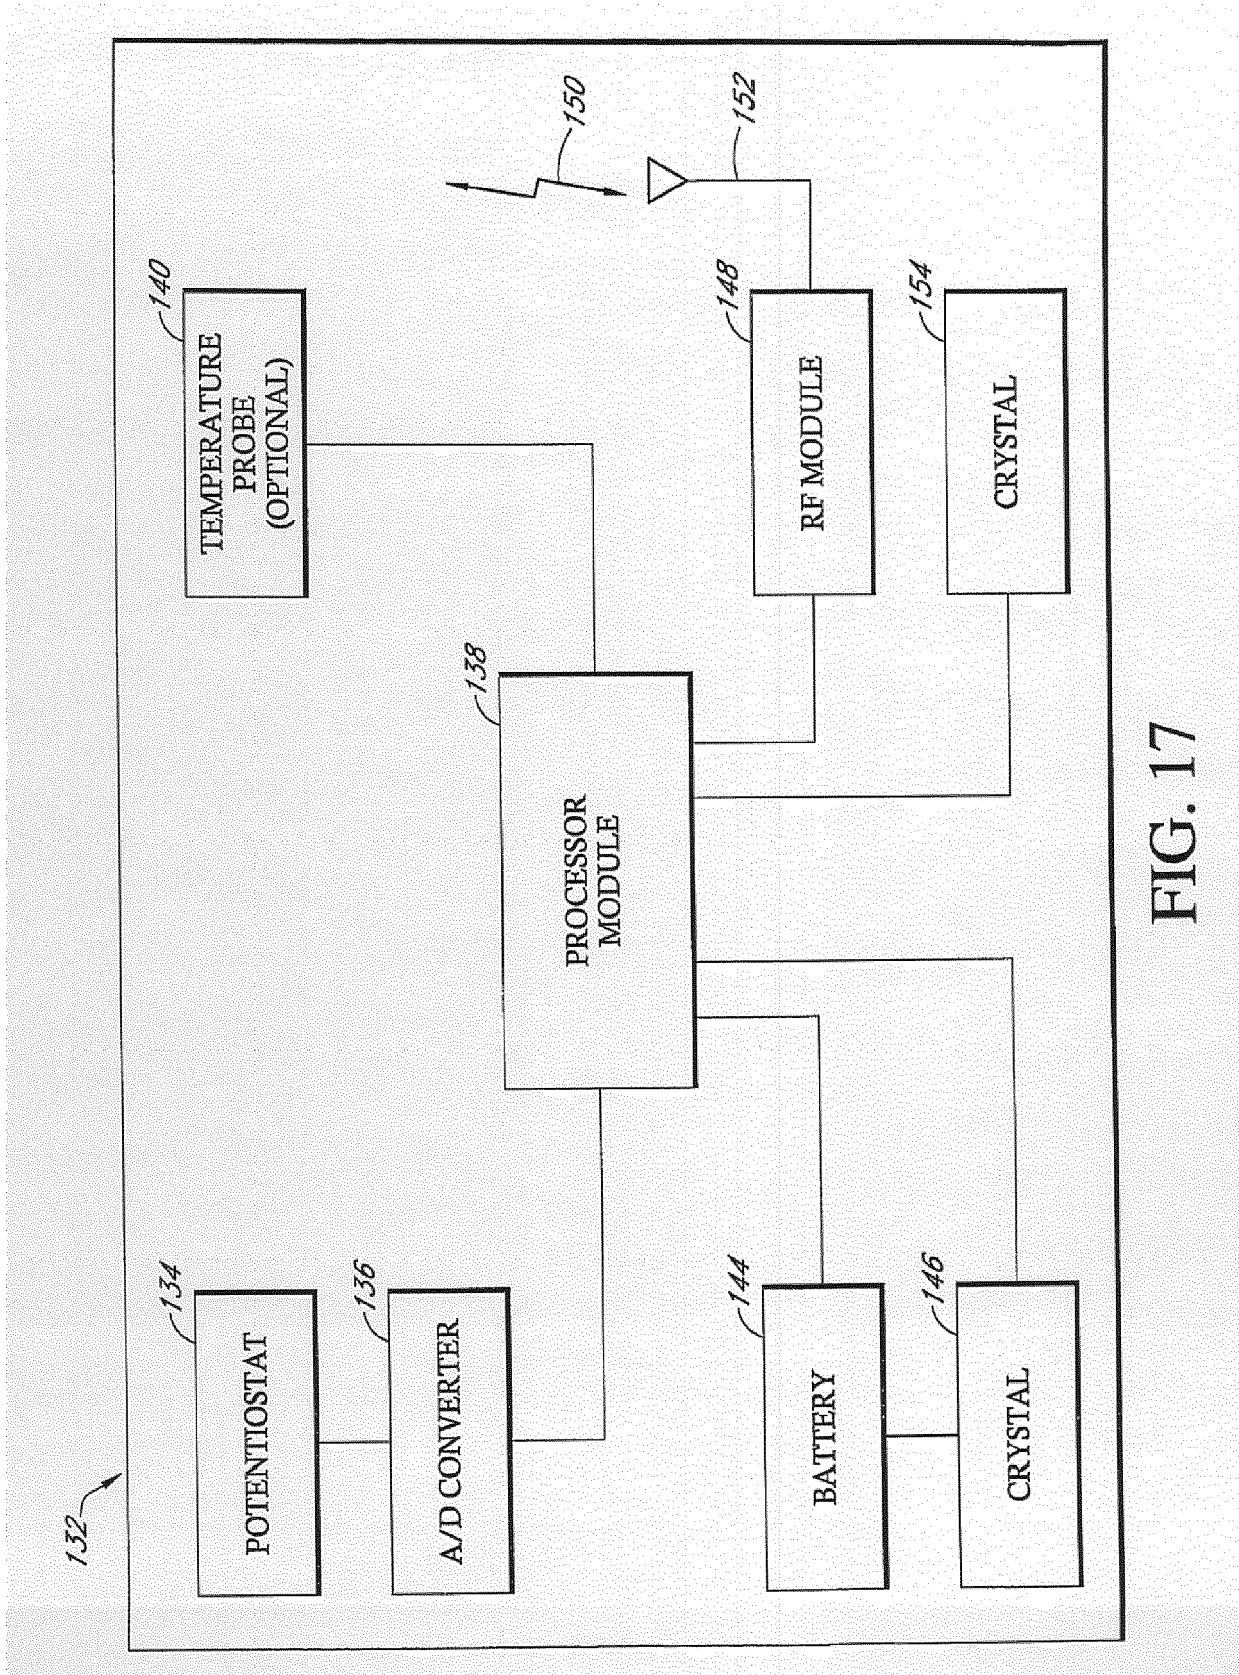 132
134
POTENTIOSTAT
136
A/D CONVERTER
140
TEMPERATURE
PROBE
(OPTIONAL)
138
PROCESSOR
MODULE
150
152
144
BATTERY
146
CRYSTAL
148
RF MODULE
154
CRYSTAL
FIG. 17